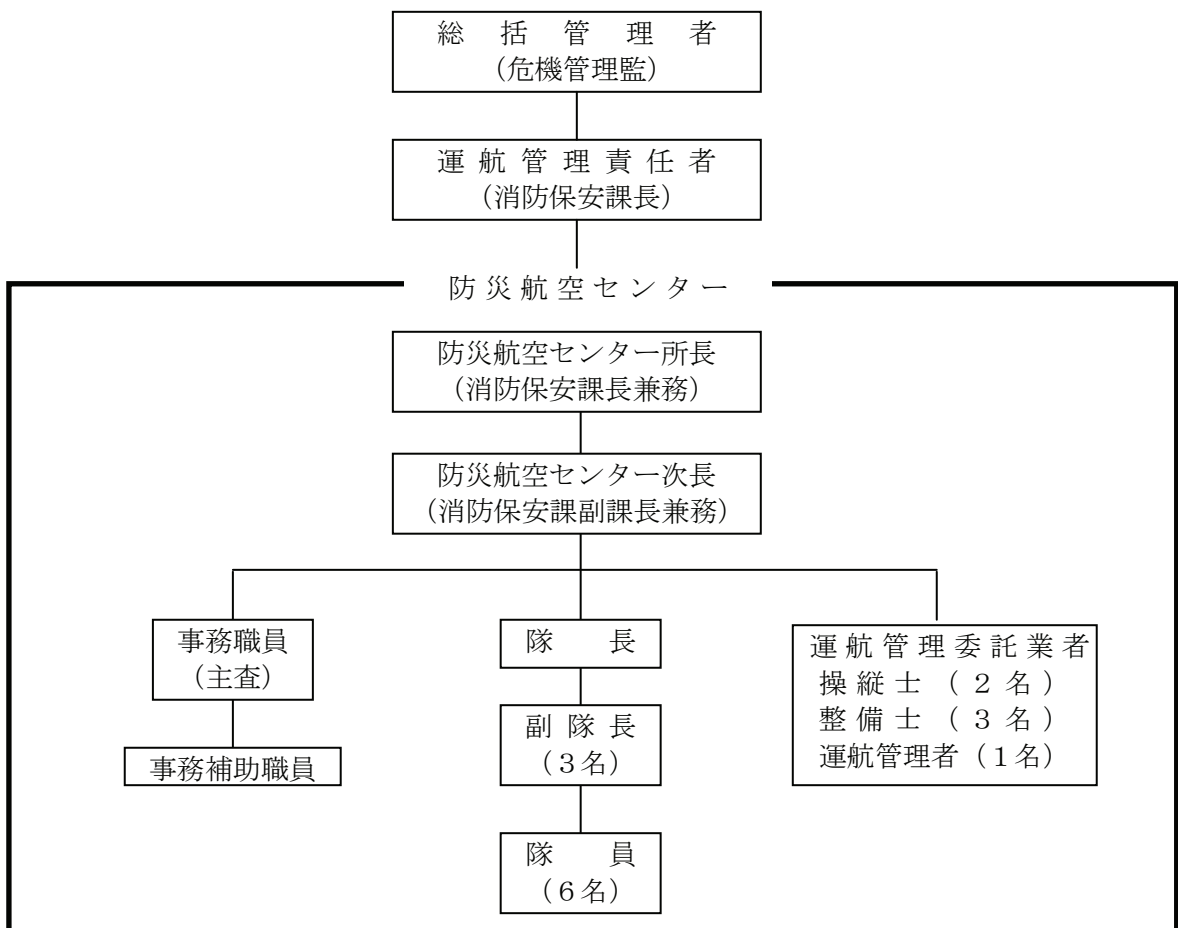 総括管理者
（危機管理監）
運航管理責任者
（消防保安課長）
防災航空センター
防災航空センター所長
（消防保安課長兼務）
防災航空センター次長
（消防保安課副課長兼務）
事務職員
（主査）
事務補助職員
隊長
副隊長
（3名）
隊員
（6名）
運航管理委託業者
操縦士（２名）
整備士（３名）
運航管理者（１名）